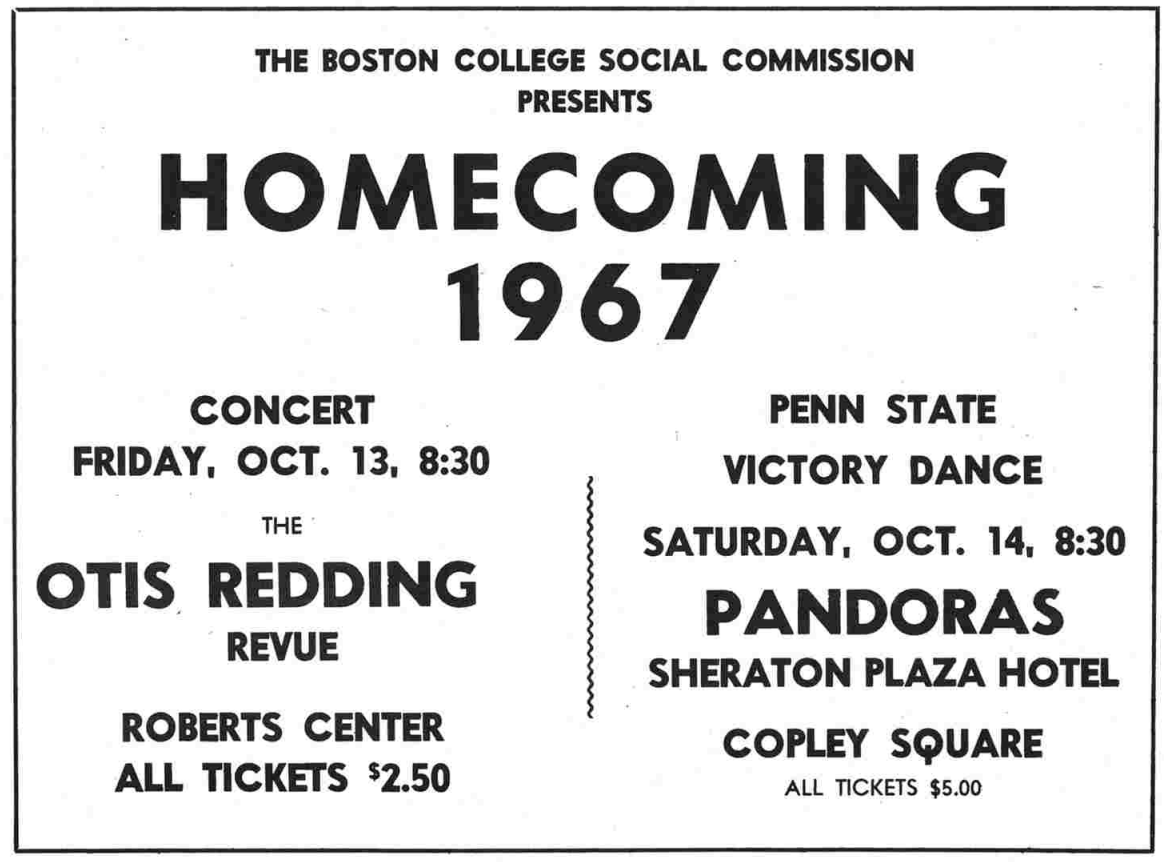 THE BOSTON COLLEGE SOCIAL COMMISSION
PRESENTS
HOMECOMING
1967
CONCERT
FRIDAY, OCT. 13, 8:30
THE
OTIS REDDING
REVUE
ROBERTS CENTER
ALL TICKETS $2.50
PENN STATE
VICTORY DANCE
SATURDAY, OCT. 14, 8:30
PANDORAS
SHERATON PLAZA HOTEL
COPLEY SQUARE
ALL TICKETS $5.00